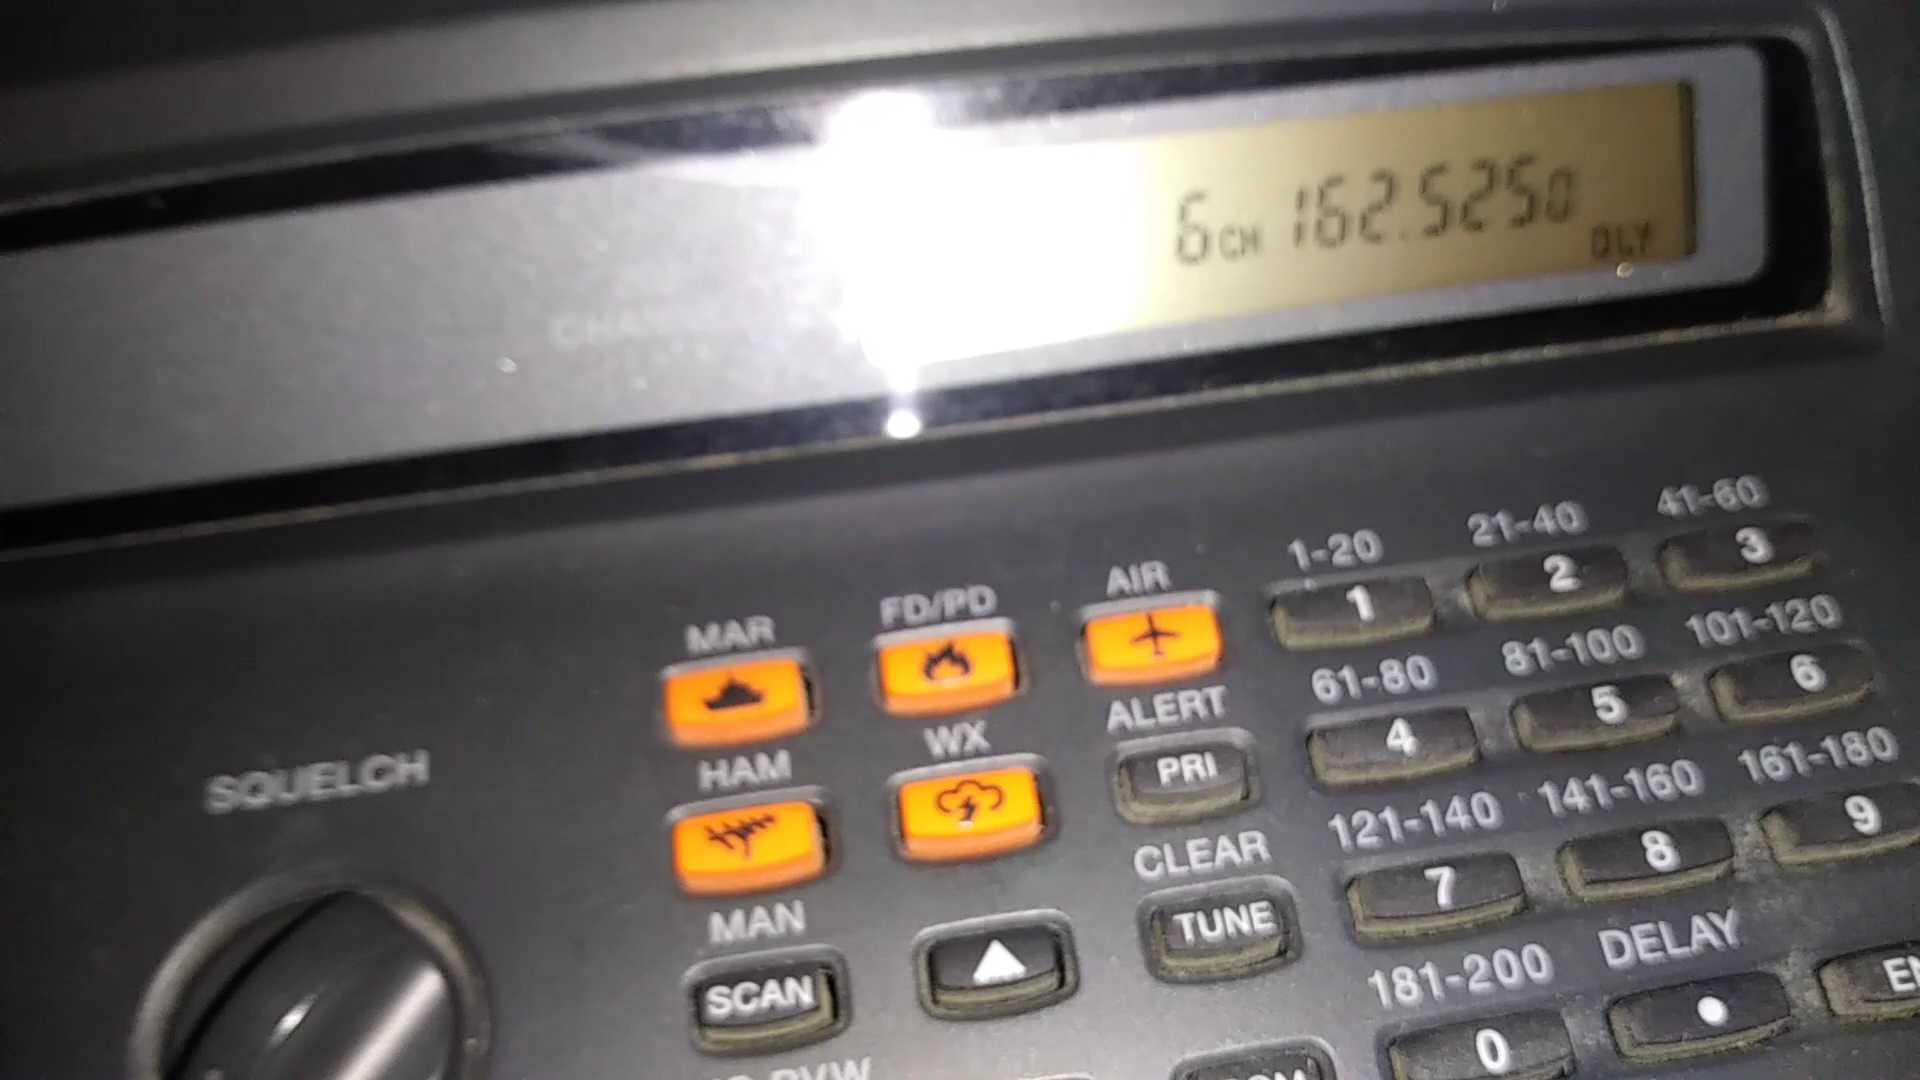 6CH 162.5250
DLY
SQUELCH
MAR FD/PD AIR
HAM WX ALERT
PRI
MAN CLEAR
SCAN TUNE
1-20 21-40 41-60
1 2 3
61-80 81-100 101-120
4 5 6
121-140 141-160 161-180
7 8 9
181-200 DELAY
0